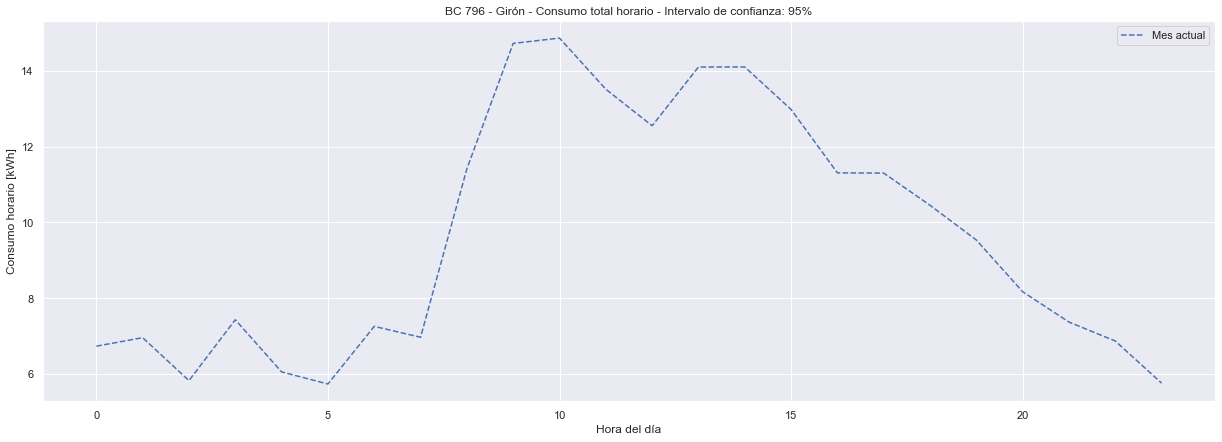 BC 796 - Girón - Consumo total horario - Intervalo de confianza: 95%
Mes actual
Consumo horario [kWh]
14
12
10
8
6
0 5 10 15 20
Hora del día